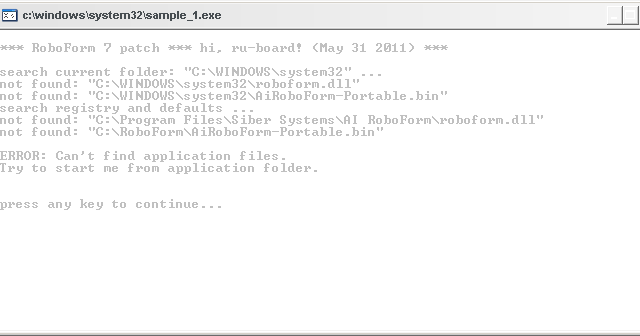 c:\windows\system32\sample_1.exe
*** RoboForm 7 patch *** hi, ru-board! (May 31 2011) ***
search current folder: "C:\WINDOWS\system32" ...
not found: "C:\WINDOWS\system32\roboform.dll"
not found: "C:\WINDOWS\system32\AiRoboForm-Portable.bin"
search registry and defaults ...
not found: "C:\Program Files\Siber Systems\AI RoboForm\roboform.dll"
not found: "C:\RoboForm\AiRoboForm-Portable.bin"
ERROR: Can't find application files.
Try to start me from application folder.
press any key to continue...